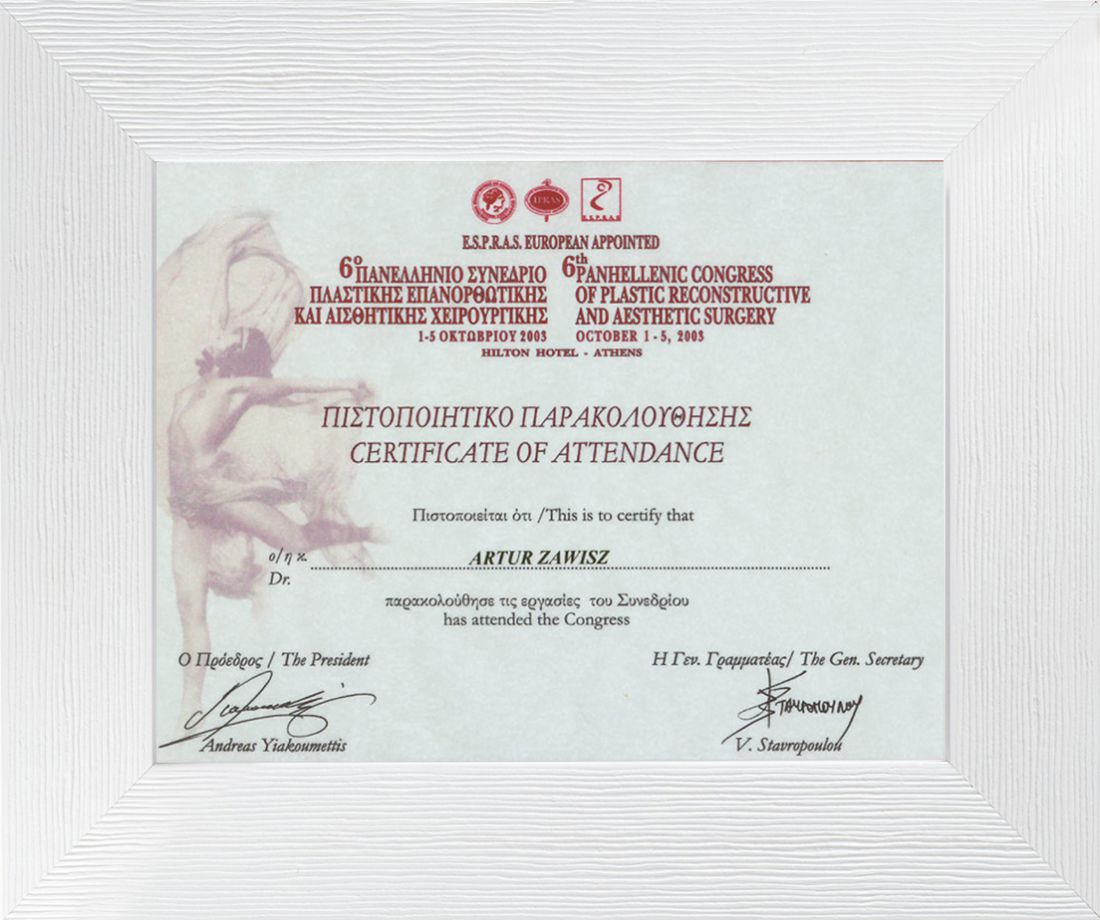 IPRAS
E.S.P.R.A.S
E.S.P.R.A.S. EUROPEAN APPOINTED
6ο ΠΑΝΕΛΛΗΝΙΟ ΣΥΝΕΔΡΙΟ
ΠΛΑΣΤΙΚΗΣ ΕΠΑΝΟΡΘΩΤΙΚΗΣ
ΚΑΙ ΑΙΣΘΗΤΙΚΗΣ ΧΕΙΡΟΥΡΓΙΚΗΣ
1-5 ΟΚΤΩΒΡΙΟΥ 2003
6th PANHELLENIC CONGRESS
OF PLASTIC RECONSTRUCTIVE
AND AESTHETIC SURGERY
OCTOBER 1 - 5, 2003
HILTON HOTEL - ATHENS
ΠΙΣΤΟΠΟΙΗΤΙΚΟ ΠΑΡΑΚΟΛΟΥΘΗΣΗΣ
CERTIFICATE OF ATTENDANCE
Πιστοποιείται ότι /This is to certify that
ο/η κ.
Dr.
ARTUR ZAWISZ
παρακολούθησε τις εργασίες του Συνεδρίου
has attended the Congress
Ο Πρόεδρος / The President
Andreas Yiakoumettis
Η Γεν. Γραμματέας/ The Gen. Secretary
V. Stavropoulou